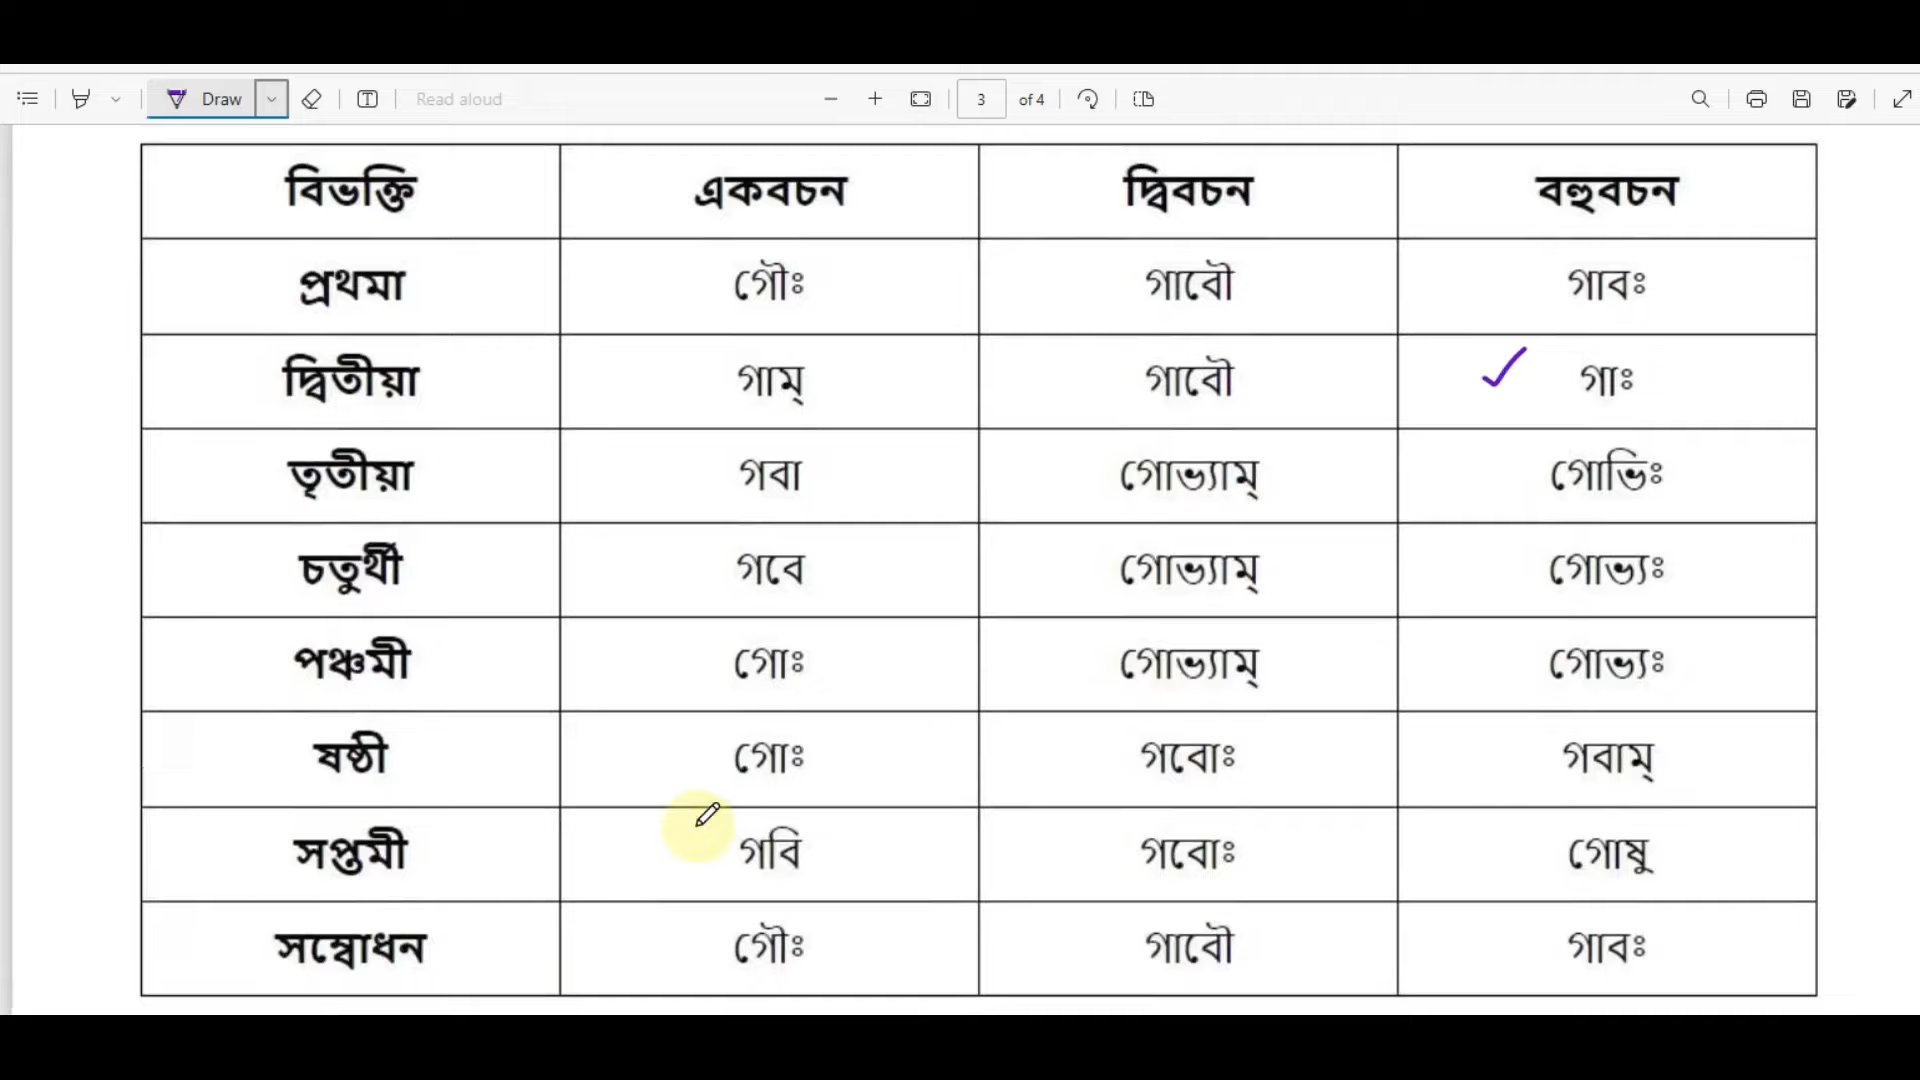 Draw Read aloud 3 of 4
বিভক্তি একবচন দ্বিবচন বহুবচন
প্রথমা গৌঃ গাবৌ গাবঃ
দ্বিতীয়া গাম্ গাবৌ গাঃ
তৃতীয়া গবা গোভ্যাম্ গোভিঃ
চতুর্থী গবে গোভ্যাম্ গোভ্যঃ
পঞ্চমী গোঃ গোভ্যাম্ গোভ্যঃ
ষষ্ঠী গোঃ গবোঃ গবাম্
সপ্তমী গবি গবোঃ গোষু
সম্বোধন গৌঃ গাবৌ গাবঃ